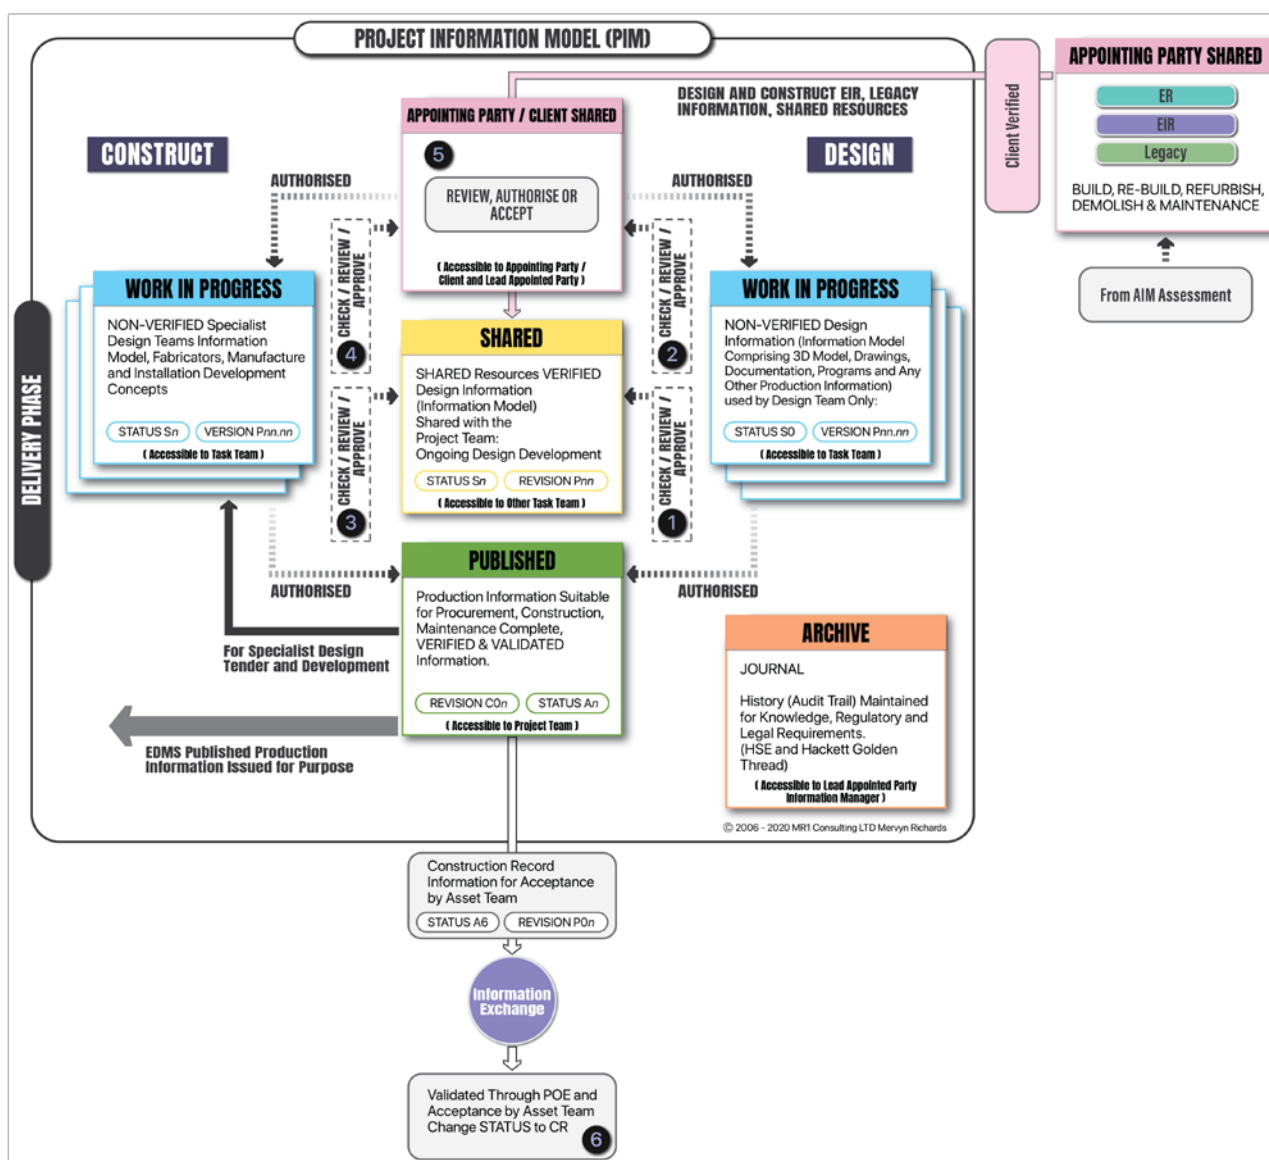 PROJECT INFORMATION MODEL (PIM)
APPOINTING PARTY SHARED
ER
EIR
Legacy
BUILD, RE-BUILD, REFURBISH,
DEMOLISH & MAINTENANCE
From AIM Assessment
Client Verified
DESIGN AND CONSTRUCT EIR, LEGACY
INFORMATION, SHARED RESOURCES
APPOINTING PARTY / CLIENT SHARED
5
REVIEW, AUTHORISE OR
ACCEPT
( Accessible to Appointing Party /
Client and Lead Appointed Party )
CONSTRUCT
DESIGN
AUTHORISED
AUTHORISED
CHECK / REVIEW /
APPROVE
4
CHECK / REVIEW /
APPROVE
2
DELIVERY PHASE
WORK IN PROGRESS
NON-VERIFIED Specialist
Design Teams Information
Model, Fabricators, Manufacture
and Installation Development
Concepts
STATUS Sn
VERSION Pnn.nn
( Accessible to Task Team )
SHARED
SHARED Resources VERIFIED
Design Information
(Information Model)
Shared with the
Project Team:
Ongoing Design Development
STATUS Sn
REVISION Pnn
( Accessible to Other Task Team )
WORK IN PROGRESS
NON-VERIFIED Design
Information (Information Model
Comprising 3D Model, Drawings,
Documentation, Programs and Any
Other Production Information)
used by Design Team Only:
STATUS S0
VERSION Pnn.nn
( Accessible to Task Team )
CHECK / REVIEW /
APPROVE
3
CHECK / REVIEW /
APPROVE
1
AUTHORISED
AUTHORISED
PUBLISHED
Production Information Suitable
for Procurement, Construction,
Maintenance Complete,
VERIFIED & VALIDATED
Information.
REVISION C0n
STATUS An
( Accessible to Project Team )
For Specialist Design
Tender and Development
EDMS Published Production
Information Issued for Purpose
ARCHIVE
JOURNAL
History (Audit Trail) Maintained
for Knowledge, Regulatory and
Legal Requirements.
(HSE and Hackett Golden
Thread)
( Accessible to Lead Appointed Party
Information Manager )
© 2006 - 2020 MR1 Consulting LTD Mervyn Richards
Construction Record
Information for Acceptance
by Asset Team
STATUS A6
REVISION P0n
Information
Exchange
Validated Through POE and
Acceptance by Asset Team
Change STATUS to CR
6